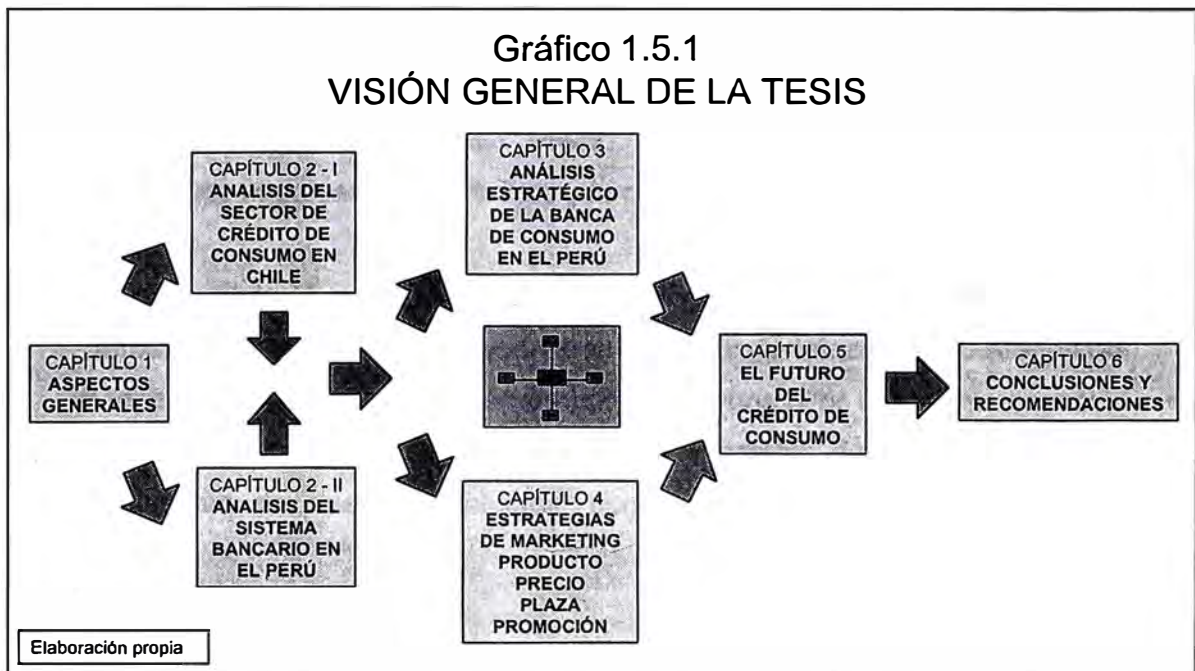 Gráfico 1.5.1
VISIÓN GENERAL DE LA TESIS
CAPÍTULO 1
ASPECTOS
GENERALES
CAPÍTULO 2 - I
ANALISIS DEL
SECTOR DE
CRÉDITO DE
CONSUMO EN
CHILE
CAPÍTULO 2 - II
ANALISIS DEL
SISTEMA
BANCARIO EN
EL PERÚ
CAPÍTULO 3
ANÁLISIS
ESTRATÉGICO
DE LA BANCA
DE CONSUMO
EN EL PERÚ
CAPÍTULO 4
ESTRATEGIAS
DE MARKETING
PRODUCTO
PRECIO
PLAZA
PROMOCIÓN
CAPÍTULO 5
EL FUTURO
DEL
CRÉDITO DE
CONSUMO
CAPÍTULO 6
CONCLUSIONES Y
RECOMENDACIONES
Elaboración propia